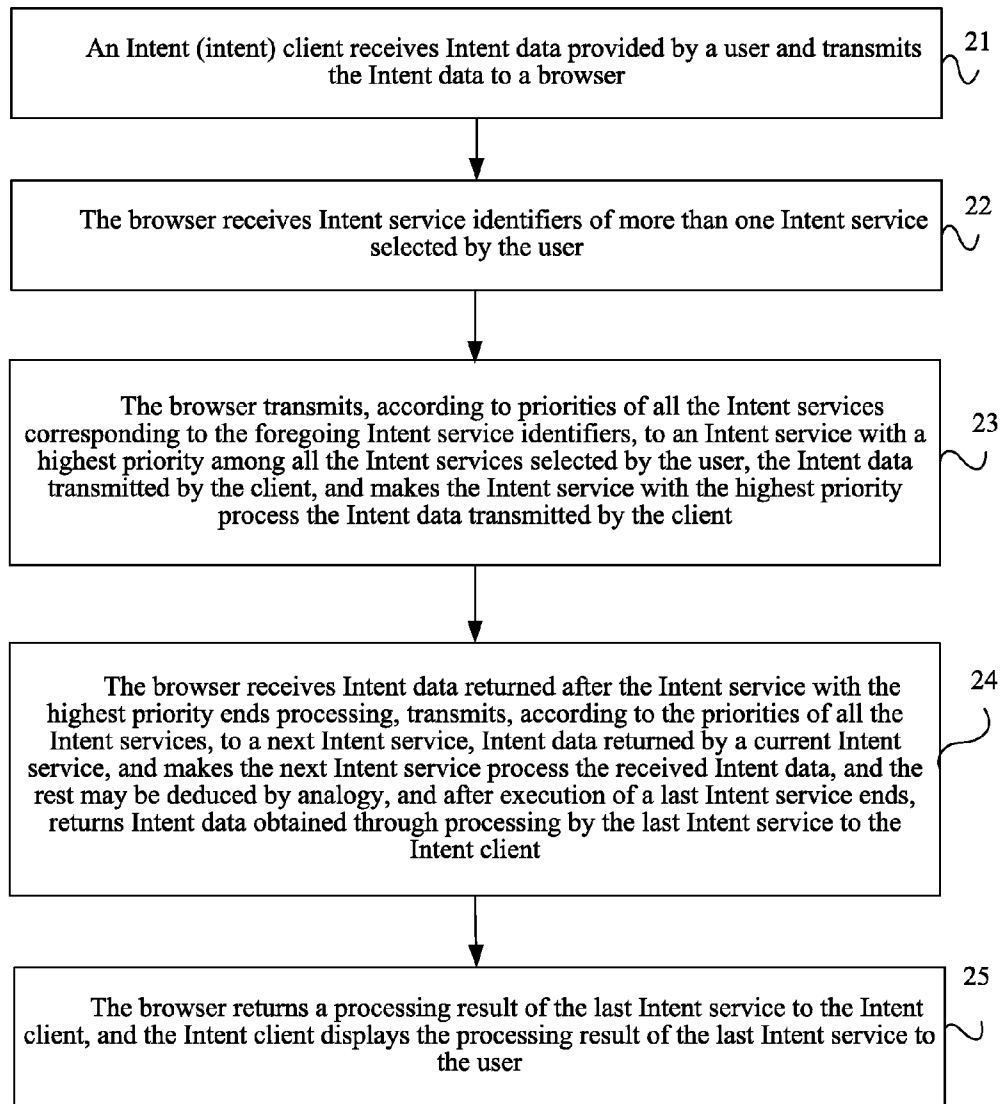 An Intent (intent) client receives Intent data provided by a user and transmits
the Intent data to a browser
21
The browser receives Intent service identifiers of more than one Intent service
selected by the user
22
The browser transmits, according to priorities of all the Intent services
corresponding to the foregoing Intent service identifiers, to an Intent service with a
highest priority among all the Intent services selected by the user, the Intent data
transmitted by the client, and makes the Intent service with the highest priority
process the Intent data transmitted by the client
23
The browser receives Intent data returned after the Intent service with the
highest priority ends processing, transmits, according to the priorities of all the
Intent services, to a next Intent service, Intent data returned by a current Intent
service, and makes the next Intent service process the received Intent data, and the
rest may be deduced by analogy, and after execution of a last Intent service ends,
returns Intent data obtained through processing by the last Intent service to the
Intent client
24
The browser returns a processing result of the last Intent service to the Intent
client, and the Intent client displays the processing result of the last Intent service to
the user
25